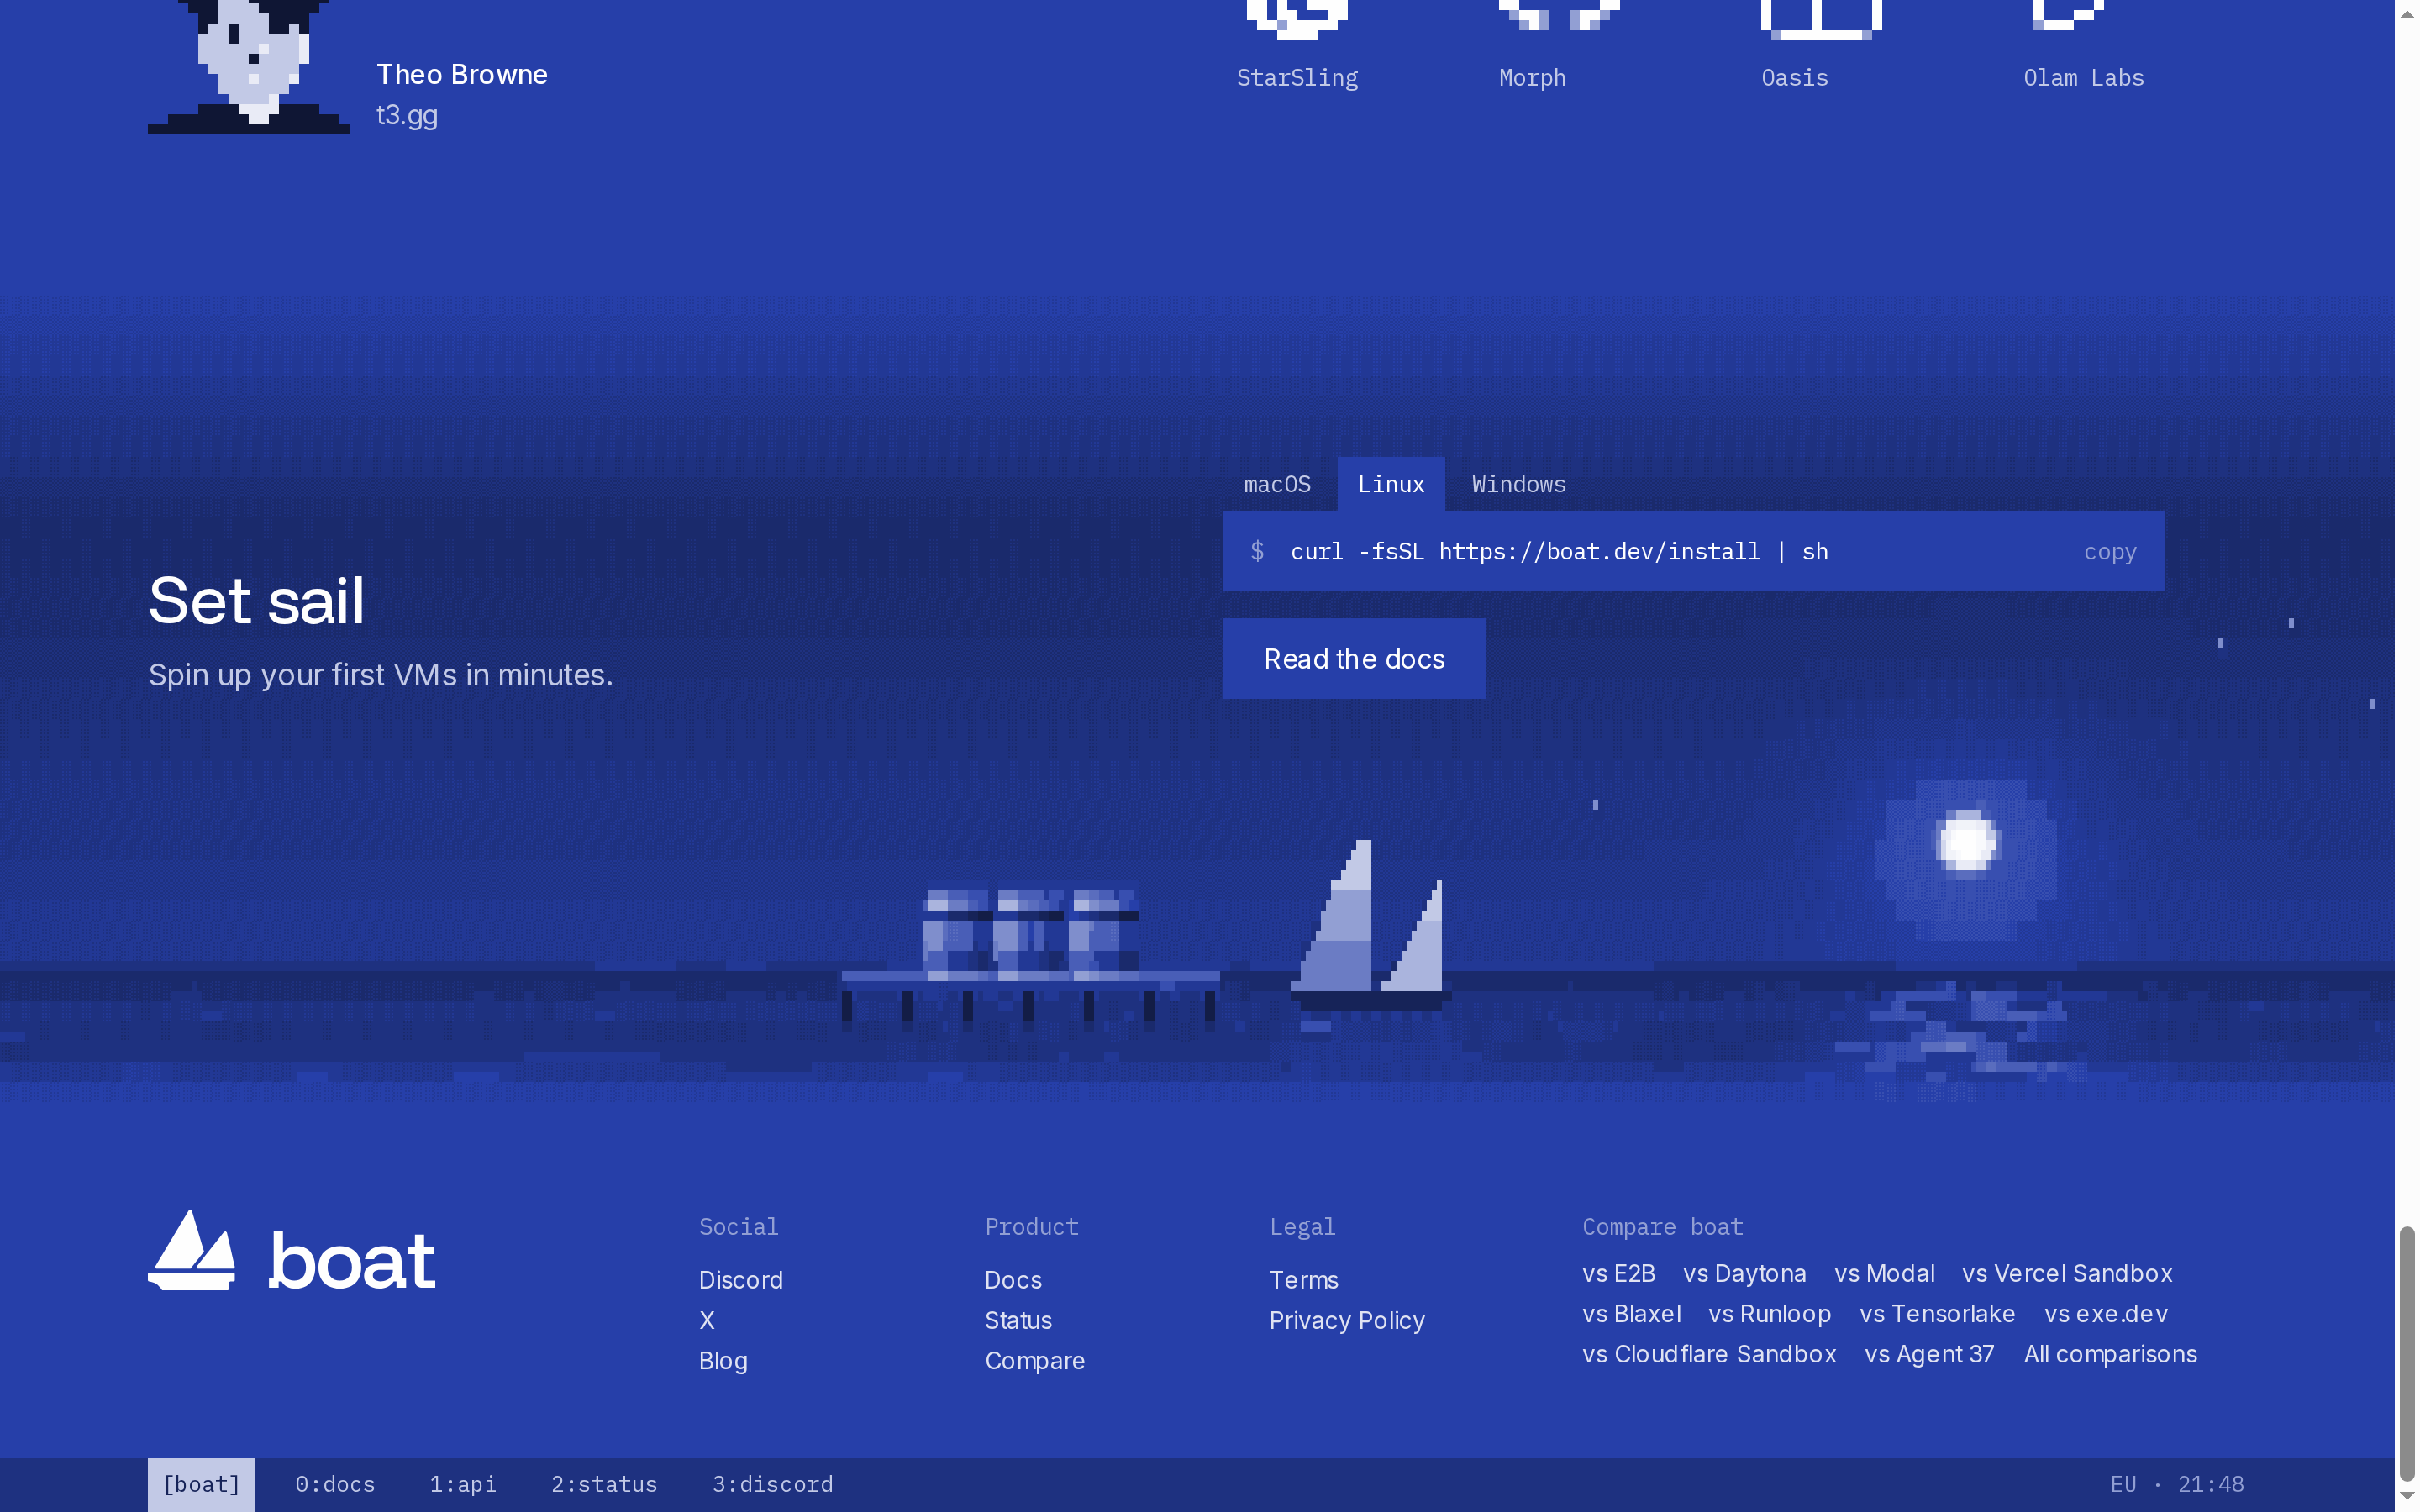 Theo Browne
t3.gg
StarSling
Morph
Oasis
Olam Labs
Set sail
Spin up your first VMs in minutes.
macOS
Linux
Windows
$ curl -fsSL https://boat.dev/install | sh
copy
Read the docs
boat
Social
Discord
X
Blog
Product
Docs
Status
Compare
Legal
Terms
Privacy Policy
Compare boat
vs E2B vs Daytona vs Modal vs Vercel Sandbox
vs Blaxel vs Runloop vs Tensorlake vs exe.dev
vs Cloudflare Sandbox vs Agent 37 All comparisons
[boat] 0:docs 1:api 2:status 3:discord
EU · 21:48